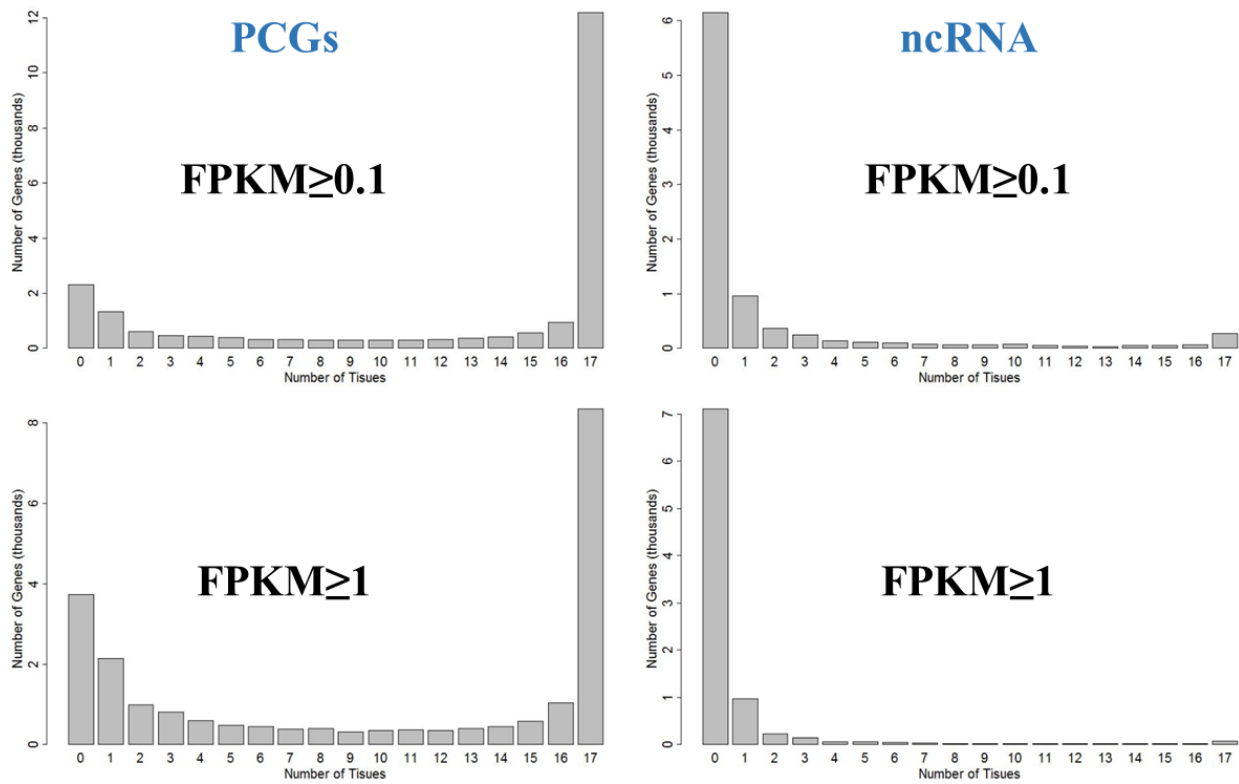 PCGs
FPKM≥0.1
Number of Genes (thousands)
0 2 4 6 8 10 12
0 1 2 3 4 5 6 7 8 9 10 11 12 13 14 15 16 17
Number of Tisues
ncRNA
FPKM≥0.1
Number of Genes (thousands)
0 1 2 3 4 5 6
0 1 2 3 4 5 6 7 8 9 10 11 12 13 14 15 16 17
Number of Tisues
FPKM≥1
Number of Genes (thousands)
0 2 4 6 8
0 1 2 3 4 5 6 7 8 9 10 11 12 13 14 15 16 17
Number of Tisues
FPKM≥1
Number of Genes (thousands)
0 1 2 3 4 5 6 7
0 1 2 3 4 5 6 7 8 9 10 11 12 13 14 15 16 17
Number of Tisues